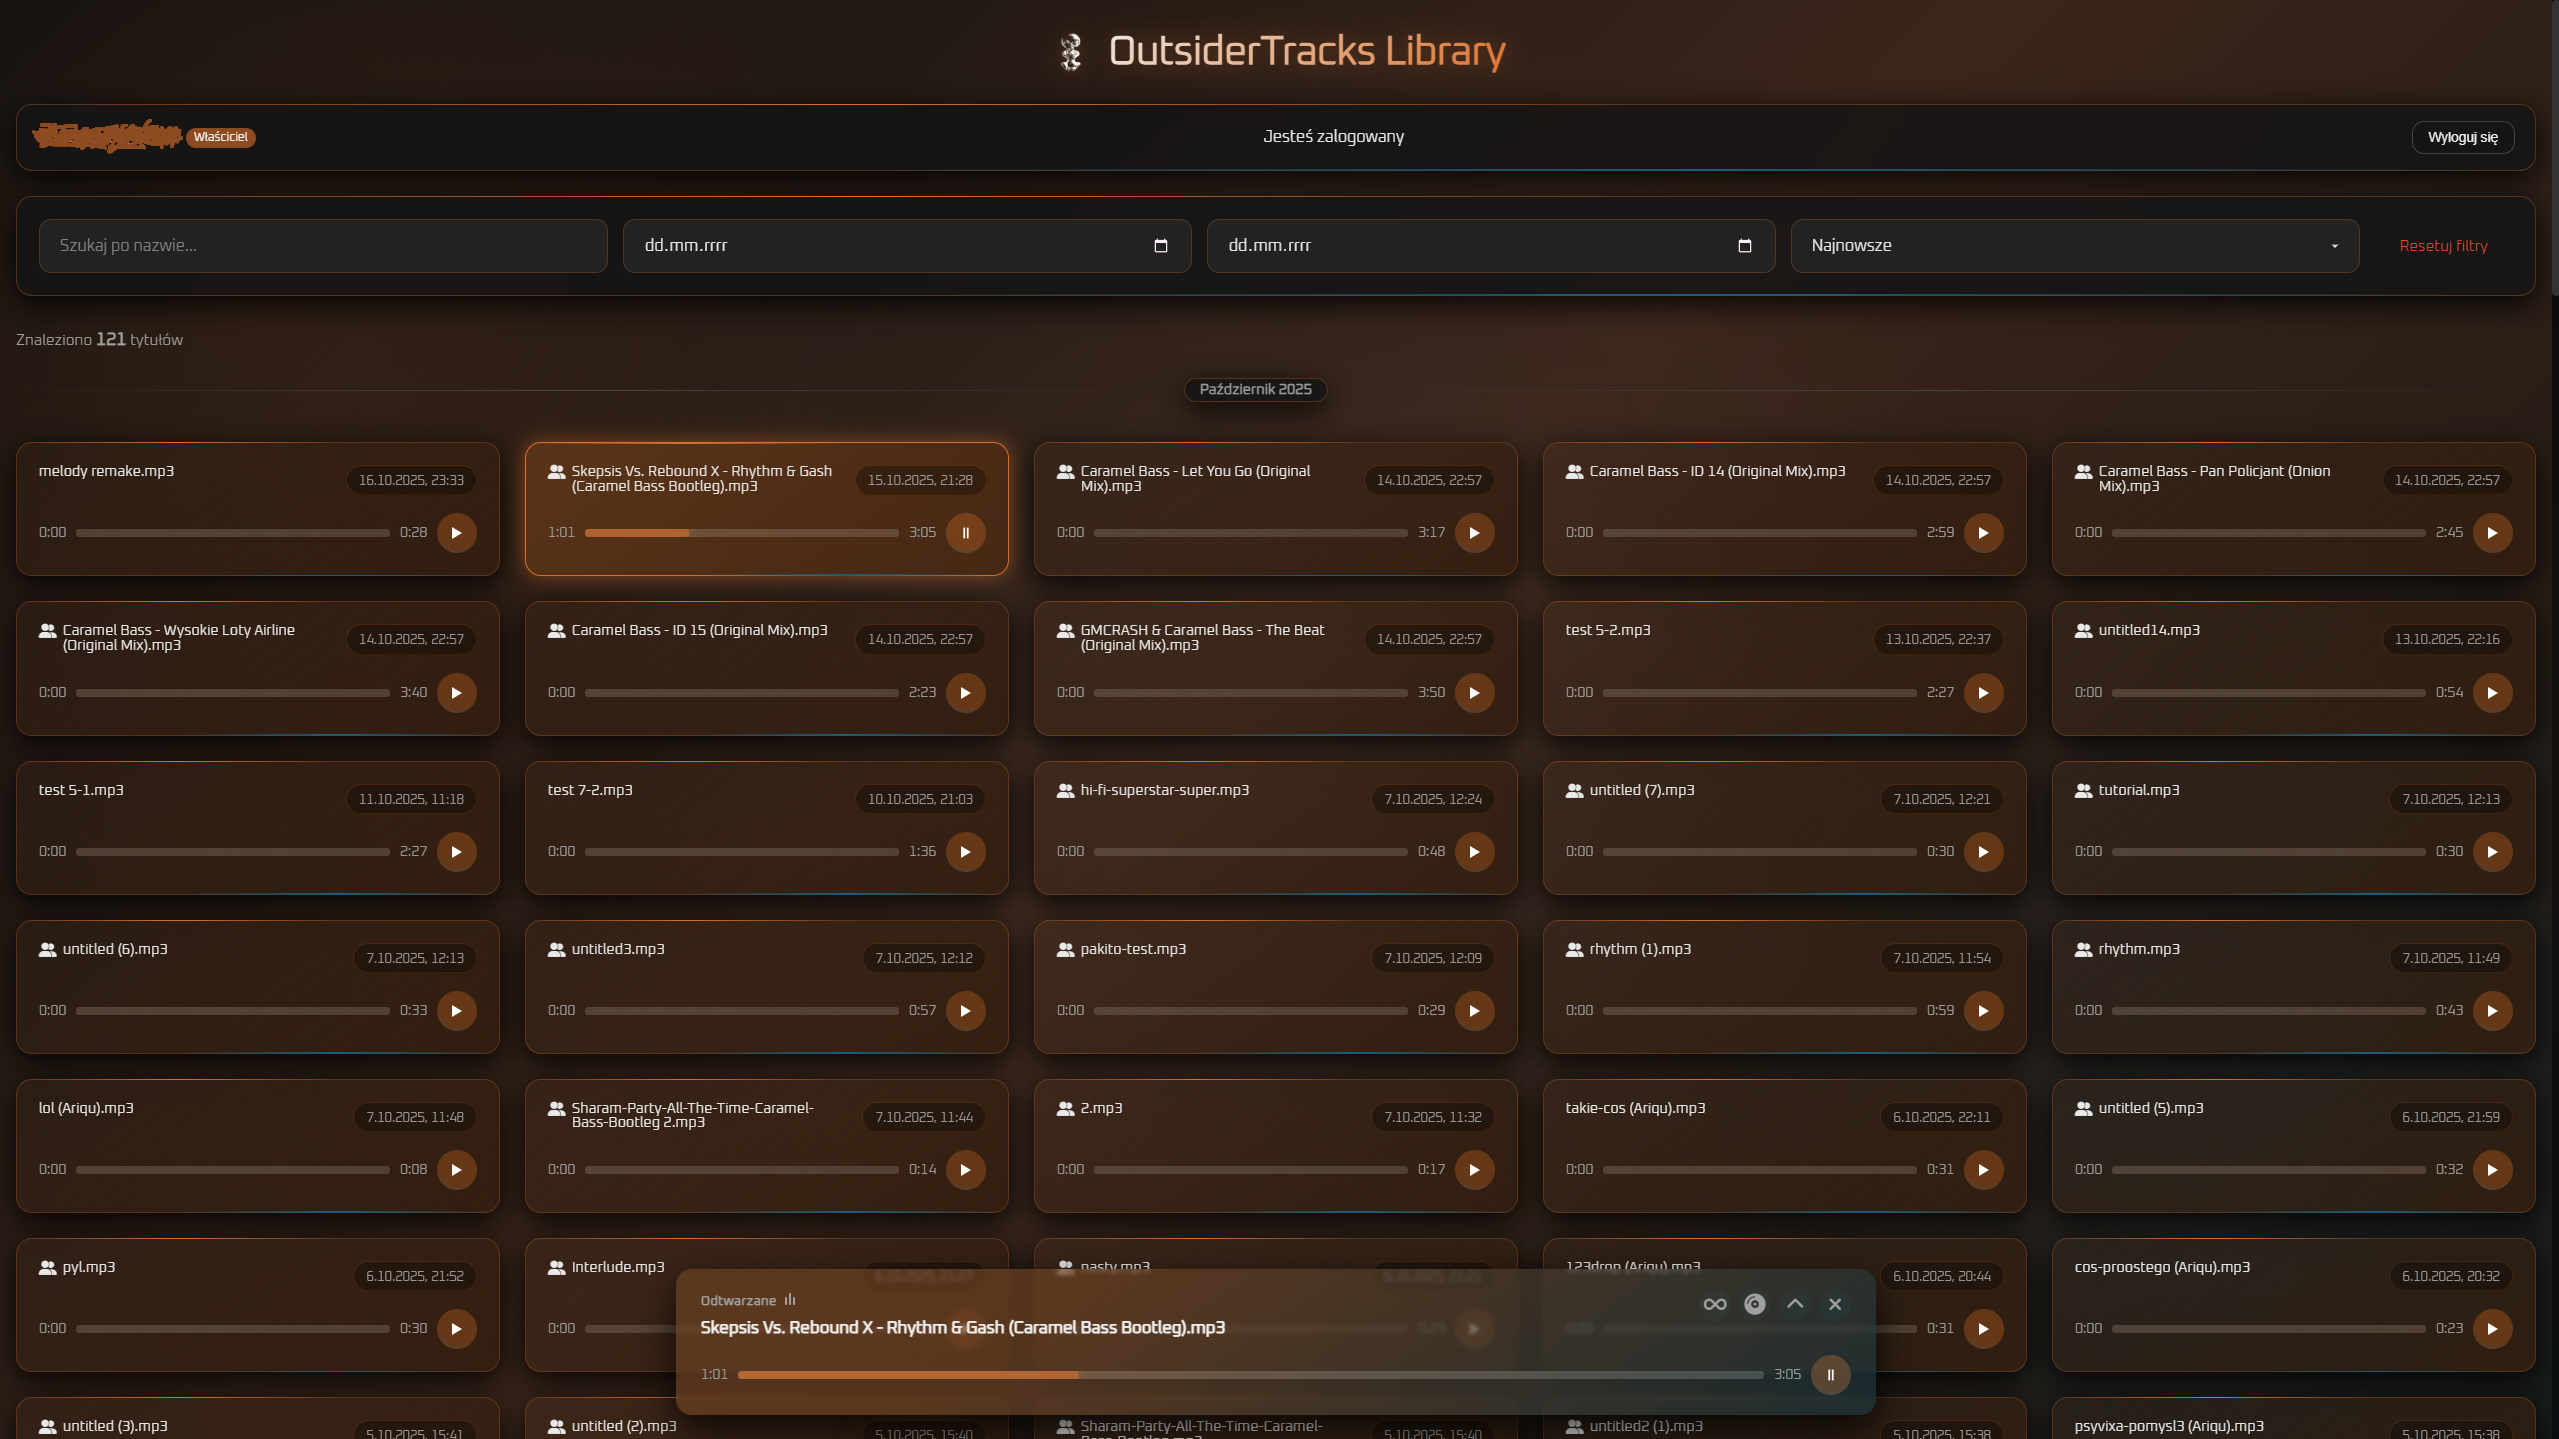 OutsiderTracks Library
Właściciel
Jesteś zalogowany
Wyloguj się
Szukaj po nazwie...
dd.mm.rrrr
dd.mm.rrrr
Najnowsze
Resetuj filtry
Znaleziono 121 tytułów
Październik 2025
melody remake.mp3
16.10.2025, 23:33
0:00
0:28
Skepsis Vs. Rebound X - Rhythm & Gash
(Caramel Bass Bootleg).mp3
15.10.2025, 21:28
1:01
3:05
Caramel Bass - Let You Go (Original
Mix).mp3
14.10.2025, 22:57
0:00
3:17
Caramel Bass - ID 14 (Original Mix).mp3
14.10.2025, 22:57
0:00
2:59
Caramel Bass - Pan Policjant (Onion
Mix).mp3
14.10.2025, 22:57
0:00
2:45
Caramel Bass - Wysokie Loty Airline
(Original Mix).mp3
14.10.2025, 22:57
0:00
3:40
Caramel Bass - ID 15 (Original Mix).mp3
14.10.2025, 22:57
0:00
2:23
GMCRASH & Caramel Bass - The Beat
(Original Mix).mp3
14.10.2025, 22:57
0:00
3:50
test 5-2.mp3
13.10.2025, 22:37
0:00
2:27
untitled14.mp3
13.10.2025, 22:16
0:00
0:54
test 5-1.mp3
11.10.2025, 11:18
0:00
2:27
test 7-2.mp3
10.10.2025, 21:03
0:00
1:36
hi-fi-superstar-super.mp3
7.10.2025, 12:24
0:00
0:48
untitled (7).mp3
7.10.2025, 12:21
0:00
0:30
tutorial.mp3
7.10.2025, 12:13
0:00
0:30
untitled (6).mp3
7.10.2025, 12:13
0:00
0:33
untitled3.mp3
7.10.2025, 12:12
0:00
0:57
pakito-test.mp3
7.10.2025, 12:09
0:00
0:29
rhythm (1).mp3
7.10.2025, 11:54
0:00
0:59
rhythm.mp3
7.10.2025, 11:49
0:00
0:43
lol (Ariqu).mp3
7.10.2025, 11:48
0:00
0:08
Sharam-Party-All-The-Time-Caramel-
Bass-Bootleg 2.mp3
7.10.2025, 11:44
0:00
0:14
2.mp3
7.10.2025, 11:32
0:00
0:17
takie-cos (Ariqu).mp3
6.10.2025, 22:11
0:00
0:31
untitled (5).mp3
6.10.2025, 21:59
0:00
0:32
pyl.mp3
6.10.2025, 21:52
0:00
0:30
Interlude.mp3
0:00
nasty.mp3
123drop (Ariqu).mp3
6.10.2025, 20:44
0:31
cos-proostego (Ariqu).mp3
6.10.2025, 20:32
0:00
0:23
Odtwarzane
Skepsis Vs. Rebound X - Rhythm & Gash (Caramel Bass Bootleg).mp3
1:01
3:05
untitled (3).mp3
5.10.2025, 15:41
untitled (2).mp3
5.10.2025, 15:40
Sharam-Party-All-The-Time-Caramel-
5.10.2025, 15:40
untitled2 (1).mp3
5.10.2025, 15:38
psyvixa-pomysl3 (Ariqu).mp3
5.10.2025, 15:38